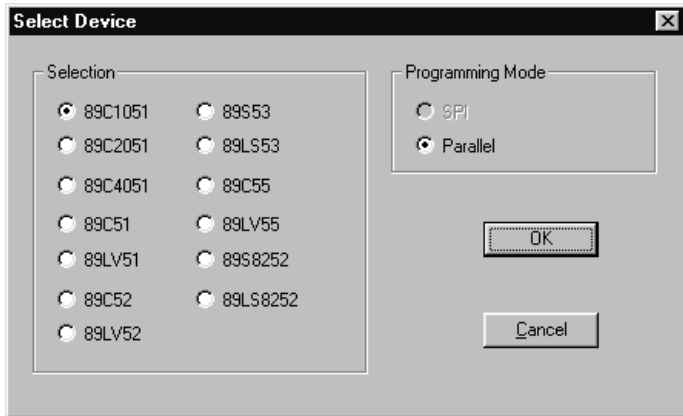 Select Device
Selection
89C1051
89C2051
89C4051
89C51
89LV51
89C52
89LV52
89S53
89LS53
89C55
89LV55
89S8252
89LS8252
Programming Mode
SPI
Parallel
OK
Cancel